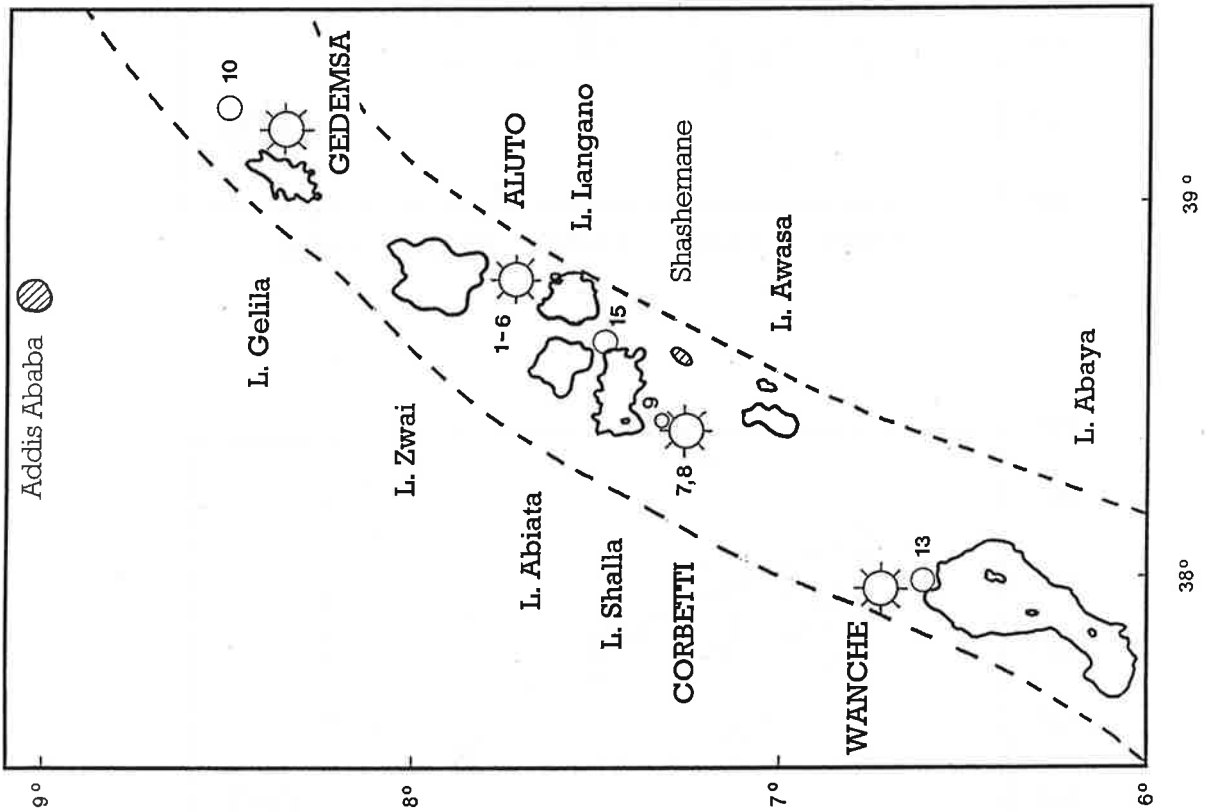 Addis Ababa
9°
10
L. Gelila
GEDEMSA
L. Zwai
8°
1-6
ALUTO
L. Abiata
L. Langano
15
L. Shalla
9
Shashemane
CORBETTI
7,8
L. Awasa
7°
WANCHE
13
L. Abaya
6°
38°
39°